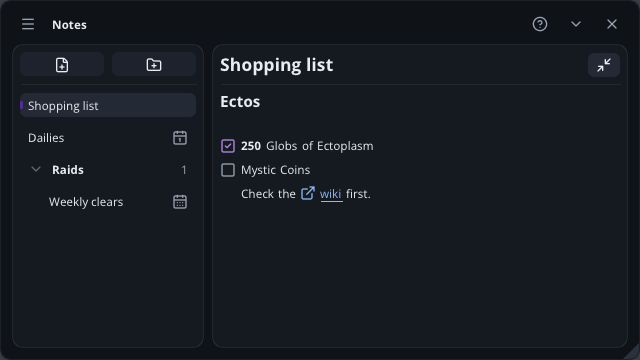 Notes
Shopping list
Dailies
Raids 1
Weekly clears
Shopping list
Ectos
250 Globs of Ectoplasm
Mystic Coins
Check the wiki first.